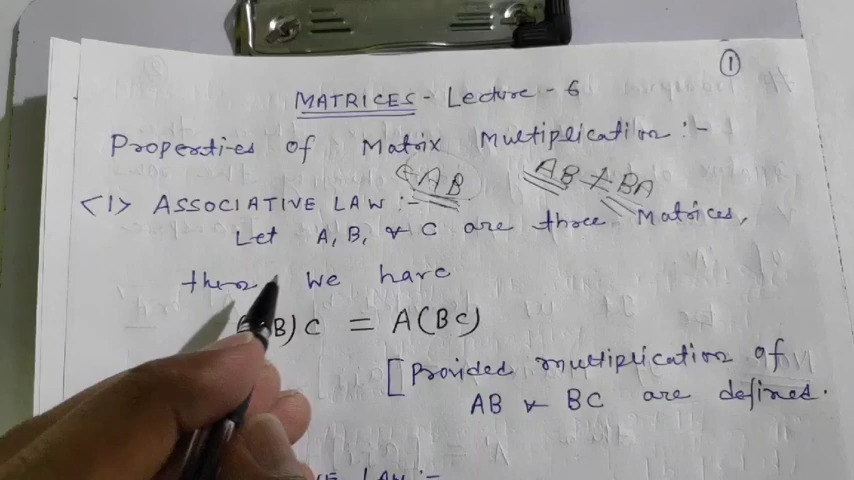 ①
MATRICES - Lecture - 6
Properties of Matrix Multiplication :-
AB AB ≠ BA
<1> ASSOCIATIVE LAW :-
Let A, B, & C are three Matrices,
then we have
B)C = A(BC)
[Provided multiplication of
AB & BC are defined.
LAW :-